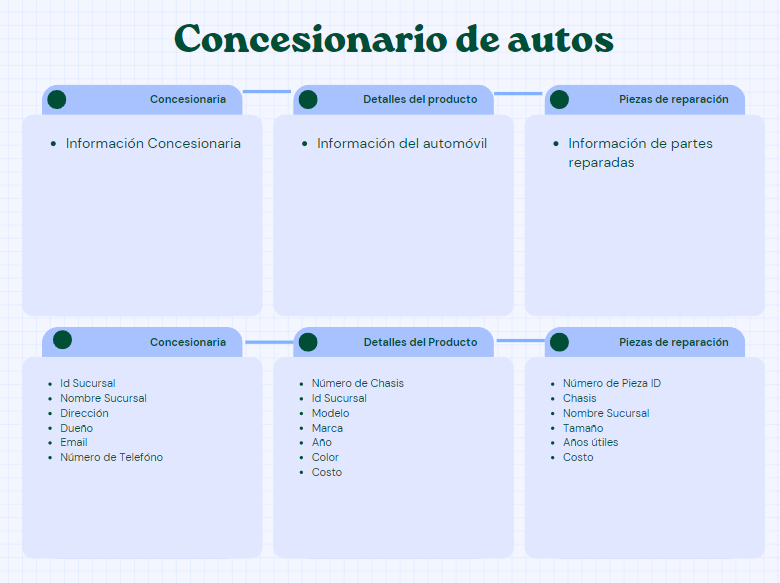 Concesionario de autos
Concesionaria
Información Concesionaria
Detalles del producto
Información del automóvil
Piezas de reparación
Información de partes
reparadas
Concesionaria
Id Sucursal
Nombre Sucursal
Dirección
Dueño
Email
Número de Telefóno
Detalles del Producto
Número de Chasis
Id Sucursal
Modelo
Marca
Año
Color
Costo
Piezas de reparación
Número de Pieza ID
Chasis
Nombre Sucursal
Tamaño
Años útiles
Costo